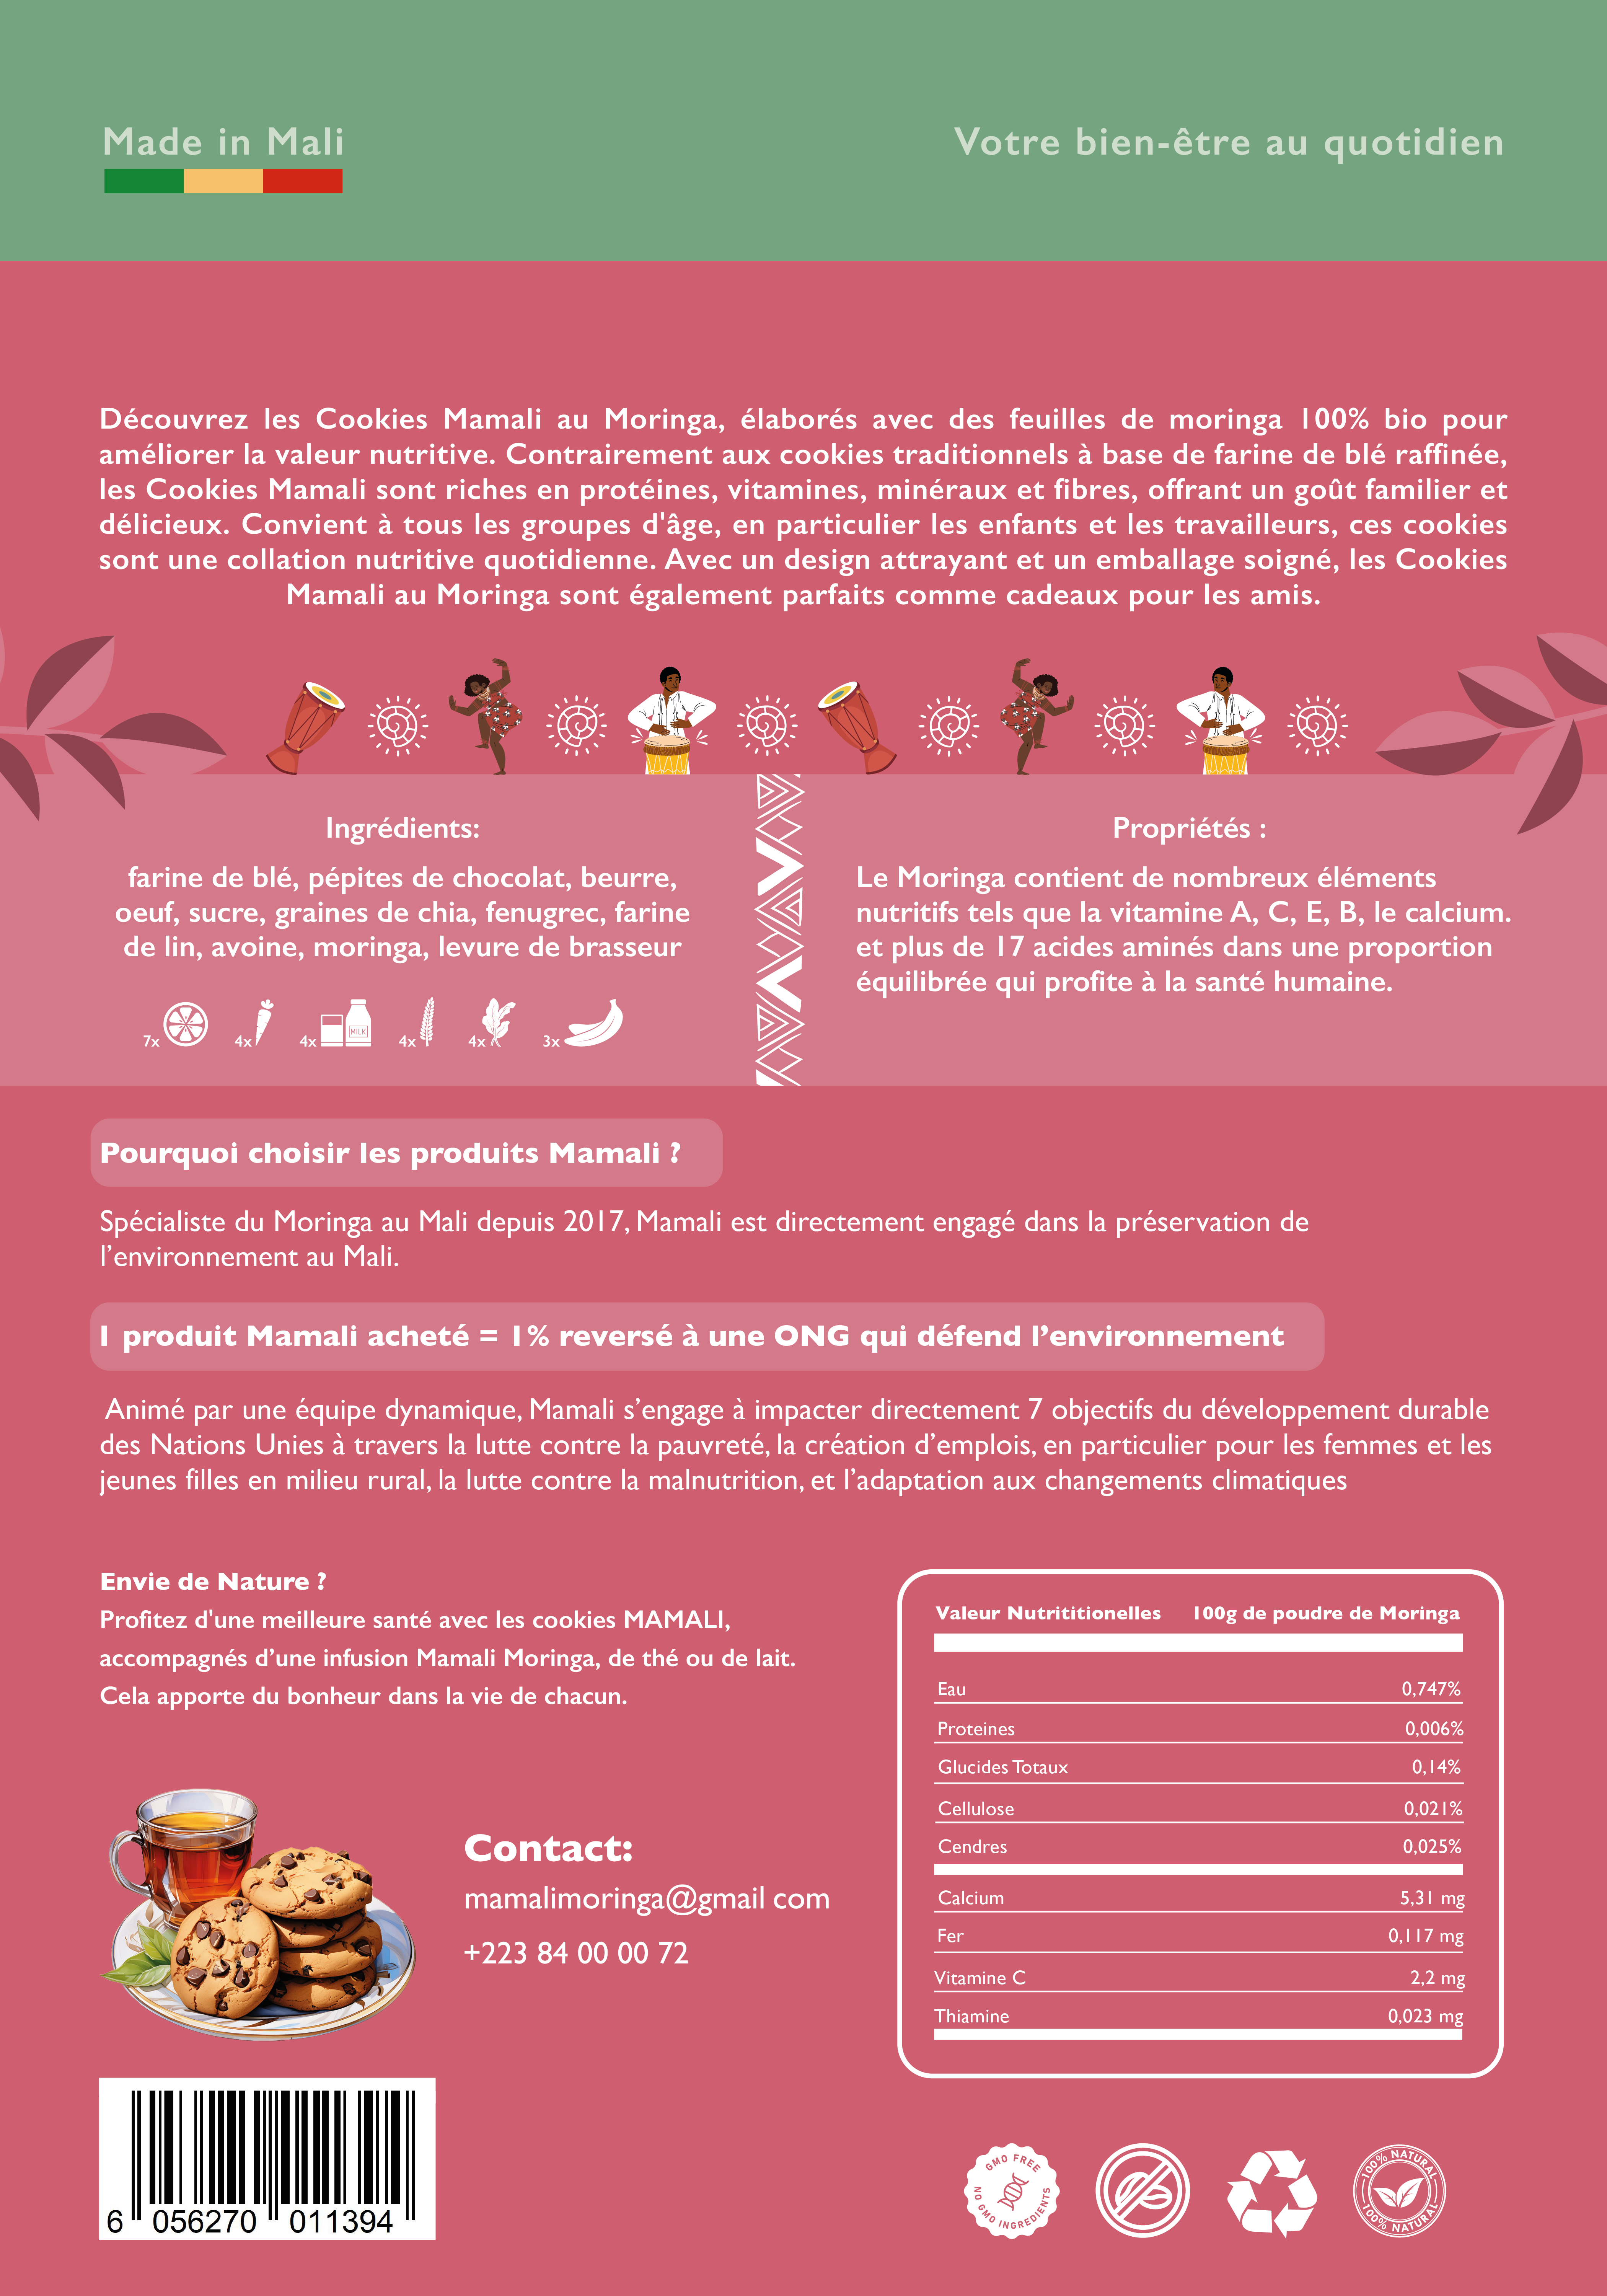 Made in Mali
Votre bien-être au quotidien
Découvrez les Cookies Mamali au Moringa, élaborés avec des feuilles de moringa 100% bio pour
améliorer la valeur nutritive. Contrairement aux cookies traditionnels à base de farine de blé raffinée,
les Cookies Mamali sont riches en protéines, vitamines, minéraux et fibres, offrant un goût familier et
délicieux. Convient à tous les groupes d'âge, en particulier les enfants et les travailleurs, ces cookies
sont une collation nutritive quotidienne. Avec un design attrayant et un emballage soigné, les Cookies
Mamali au Moringa sont également parfaits comme cadeaux pour les amis.
Ingrédients:
farine de blé, pépites de chocolat, beurre,
oeuf, sucre, graines de chia, fenugrec, farine
de lin, avoine, moringa, levure de brasseur
7x 4x 4x MILK 4x 4x 3x
Propriétés :
Le Moringa contient de nombreux éléments
nutritifs tels que la vitamine A, C, E, B, le calcium.
et plus de 17 acides aminés dans une proportion
équilibrée qui profite à la santé humaine.
Pourquoi choisir les produits Mamali ?
Spécialiste du Moringa au Mali depuis 2017, Mamali est directement engagé dans la préservation de
l’environnement au Mali.
1 produit Mamali acheté = 1% reversé à une ONG qui défend l’environnement
Animé par une équipe dynamique, Mamali s’engage à impacter directement 7 objectifs du développement durable
des Nations Unies à travers la lutte contre la pauvreté, la création d’emplois, en particulier pour les femmes et les
jeunes filles en milieu rural, la lutte contre la malnutrition, et l’adaptation aux changements climatiques
Envie de Nature ?
Profitez d'une meilleure santé avec les cookies MAMALI,
accompagnés d’une infusion Mamali Moringa, de thé ou de lait.
Cela apporte du bonheur dans la vie de chacun.
Contact:
mamalimoringa@gmail com
+223 84 00 00 72
Valeur Nutrititionelles 100g de poudre de Moringa
Eau 0,747%
Proteines 0,006%
Glucides Totaux 0,14%
Cellulose 0,021%
Cendres 0,025%
Calcium 5,31 mg
Fer 0,117 mg
Vitamine C 2,2 mg
Thiamine 0,023 mg
6 056270 011394
GMO FREE
NO GMO INGREDIENTS
100% NATURAL
100% NATURAL